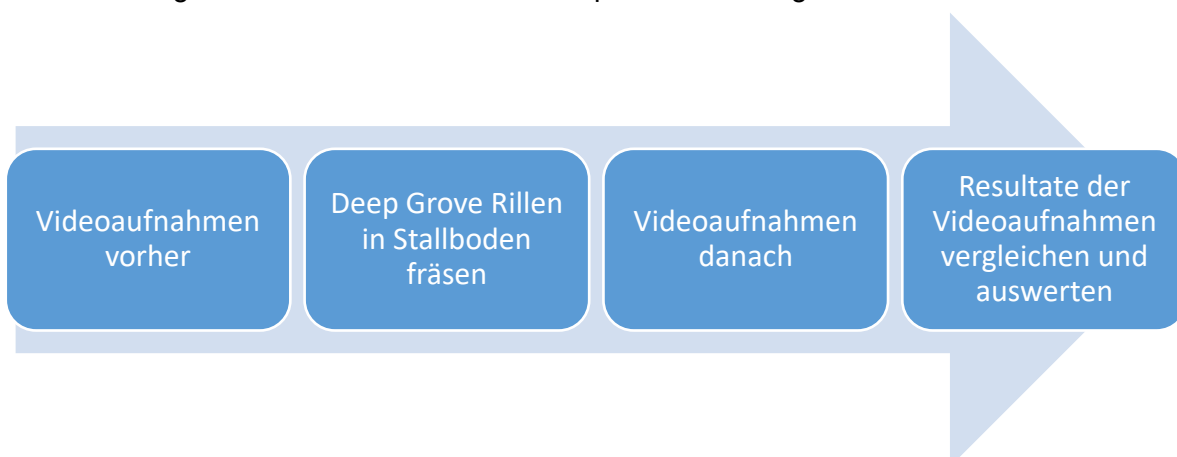 Videoaufnahmen
vorher
Deep Grove Rillen
in Stallboden
fräsen
Videoaufnahmen
danach
Resultate der
Videoaufnahmen
vergleichen und
auswerten